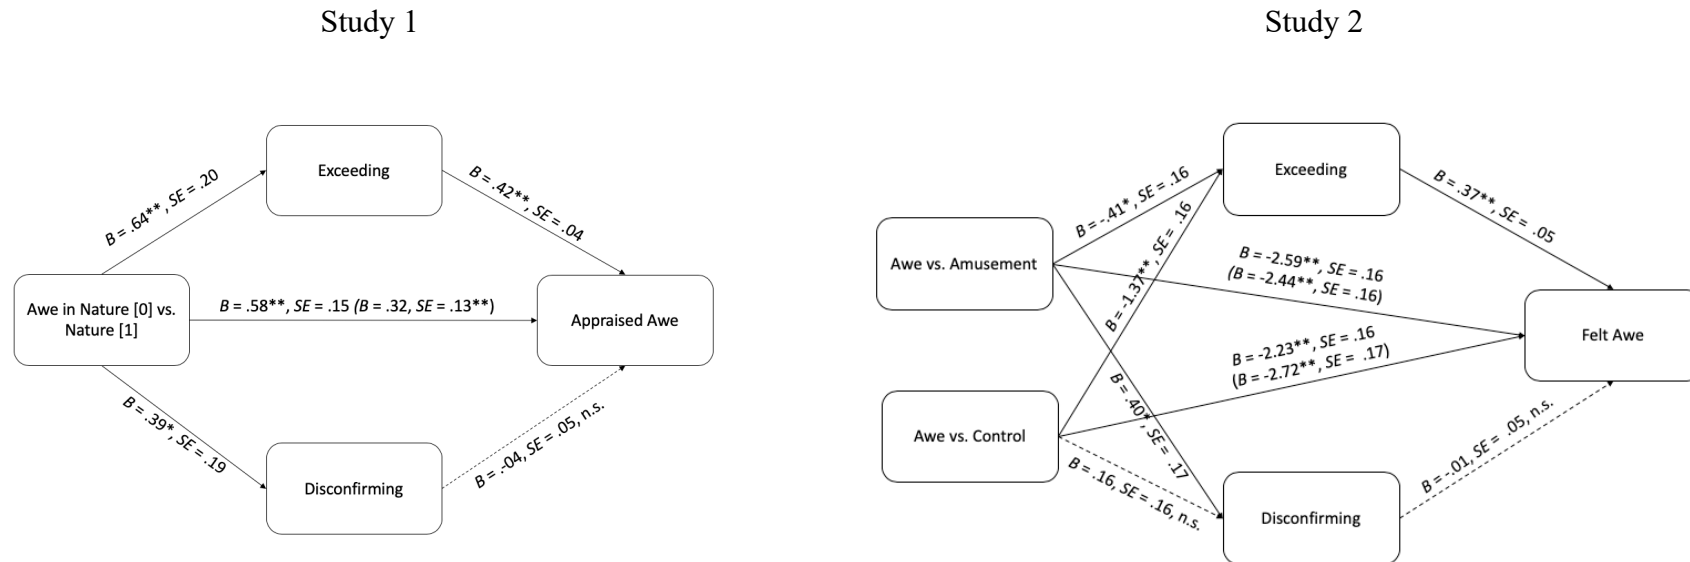 Study 1
Exceeding
B = .64**, SE = .20
B = .42**, SE = .04
Awe in Nature [0] vs.
Nature [1]
B = .58**, SE = .15 (B = .32, SE = .13**)
Appraised Awe
B = .39*, SE = .19
B = -.04, SE = .05, n.s.
Disconfirming
Study 2
Exceeding
B = -.41*, SE = .16
B = -1.37**, SE = .16
B = .37**, SE = .05
Awe vs. Amusement
B = -2.59**, SE = .16
(B = -2.44**, SE = .16)
Felt Awe
B = -2.23**, SE = .16
(B = -2.72**, SE = .17)
Awe vs. Control
B = .40*, SE = .17
B = .16, SE = .16, n.s.
B = -.01, SE = .05, n.s.
Disconfirming